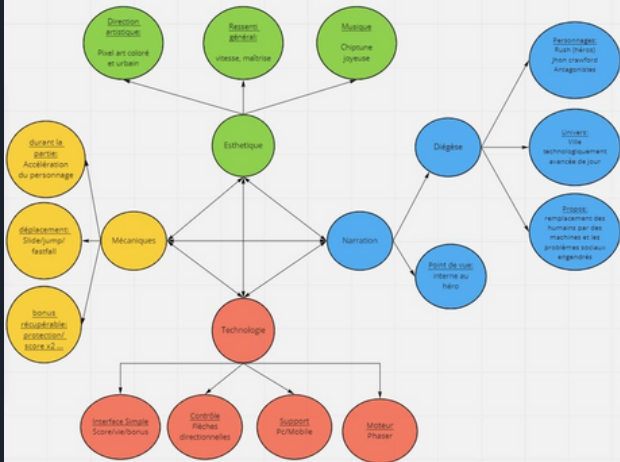 Direction
artistique:
Pixel art coloré
et urbain
Ressenti
général:
vitesse, maîtrise
Musique
Chiptune
joyeuse
Esthetique
durant la
partie:
Accélération
du personnage
déplacement:
Slide/jump/
fastfall
bonus
récupérable:
protection/
score x2 ...
Mécaniques
Narration
Diégèse
Personnages:
Rush (héros)
Jhon crawford
Antagonistes
Univers:
Ville
technologiquement
avancée de jour
Propos:
remplacement des
humains par des
machines et les
problèmes sociaux
engendrés
Point de vue:
interne au
héro
Technologie
Interface Simple
Score/vie/bonus
Contrôle
Flèches
directionnelles
Support
Pc/Mobile
Moteur
Phaser